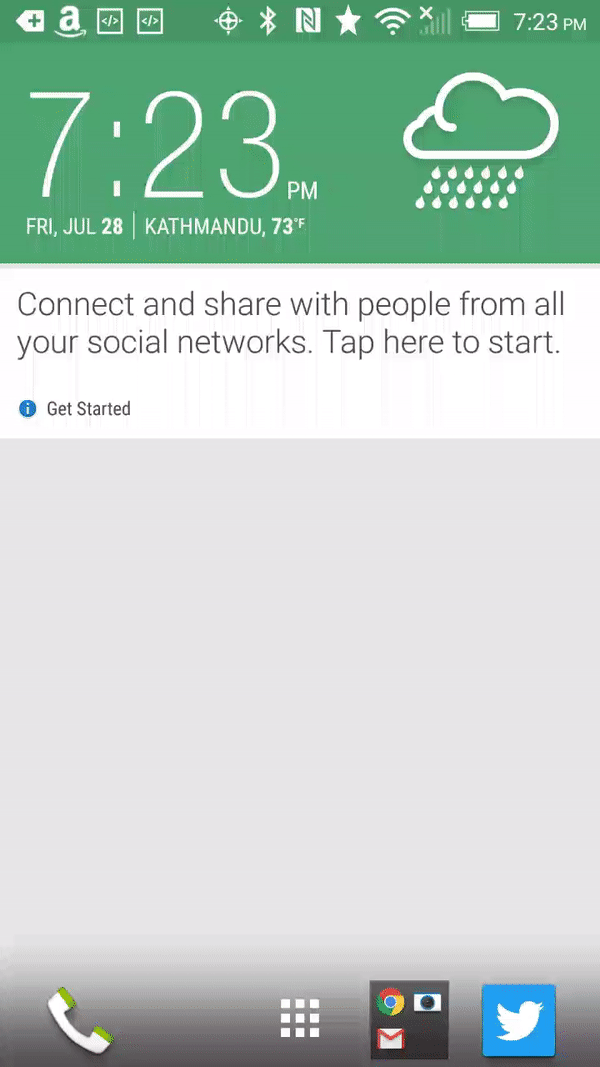 7:23 PM
7:23 PM
FRI, JUL 28 | KATHMANDU, 73°F
Connect and share with people from all
your social networks. Tap here to start.
Get Started